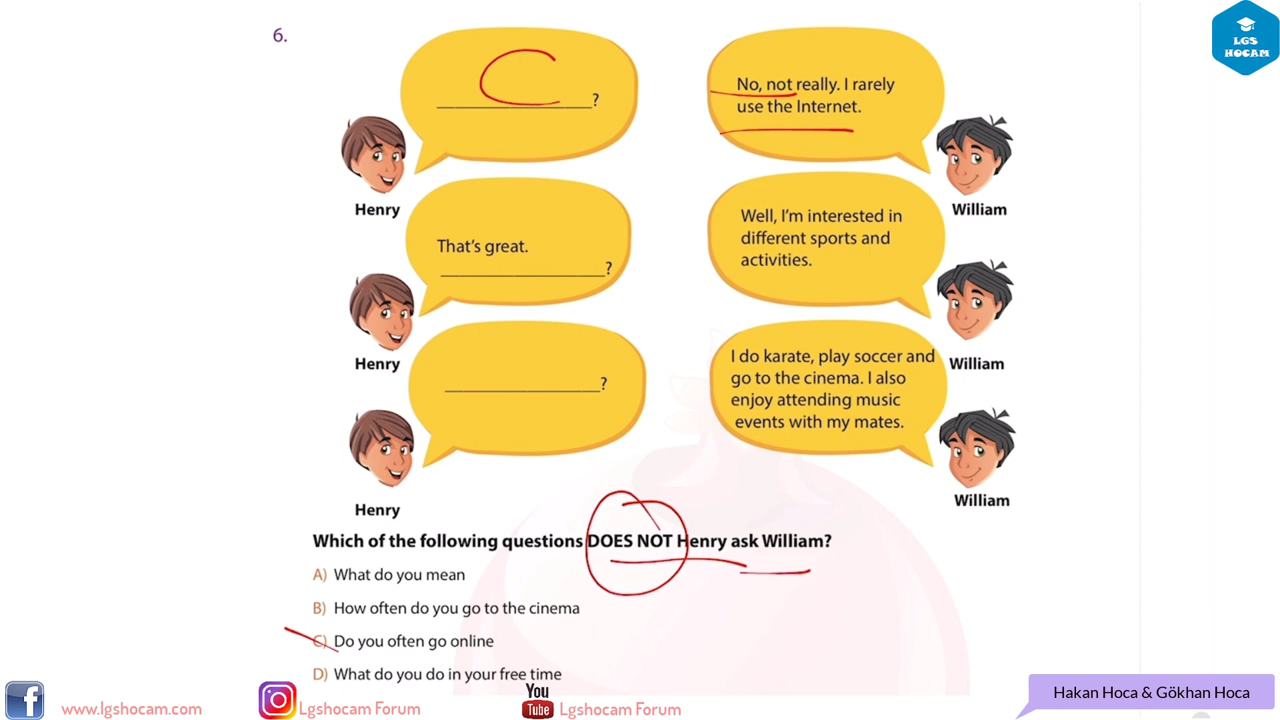 6.
LGS
HOCAM
C
____________________?
No, not really. I rarely
use the Internet.
Henry
William
That's great.
____________________?
Well, I'm interested in
different sports and
activities.
Henry
William
____________________?
I do karate, play soccer and
go to the cinema. I also
enjoy attending music
events with my mates.
Henry
William
Which of the following questions DOES NOT Henry ask William?
A) What do you mean
B) How often do you go to the cinema
C) Do you often go online
D) What do you do in your free time
f
www.lgshocam.com
Lgshocam Forum
You
Tube
Lgshocam Forum
Hakan Hoca & Gökhan Hoca